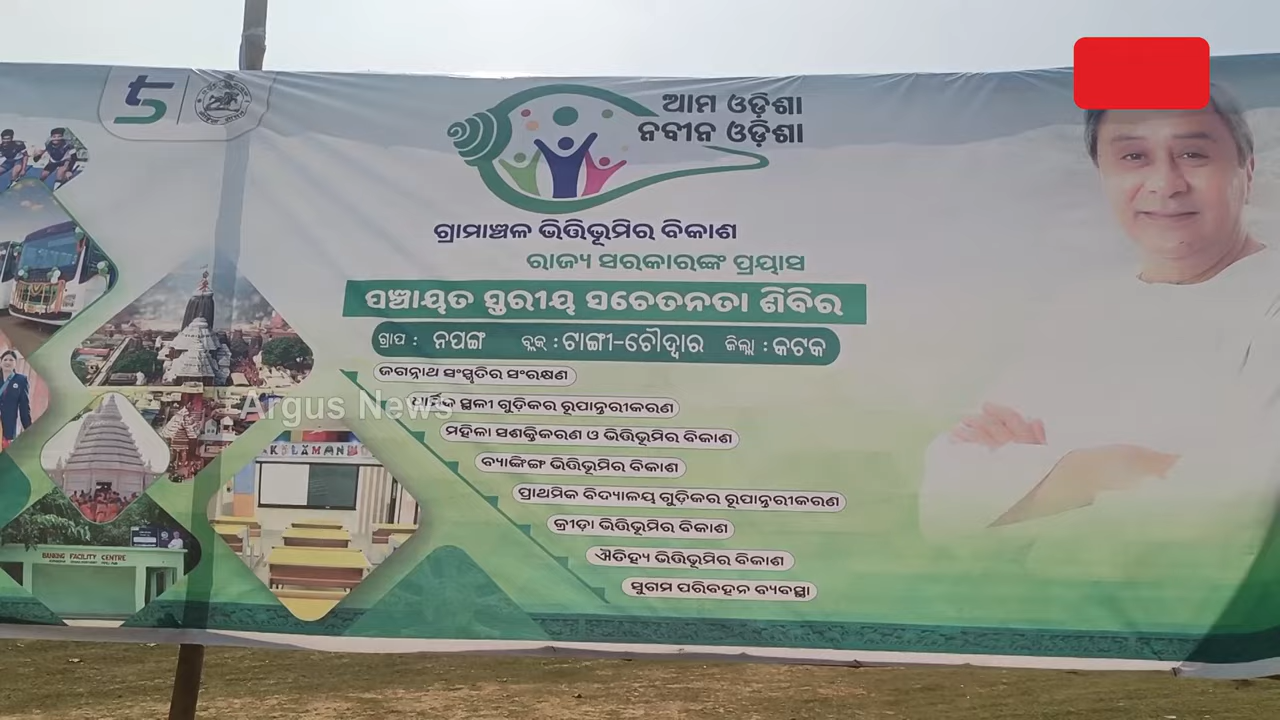 5
ଆମ ଓଡ଼ିଶା
ନବୀନ ଓଡ଼ିଶା
ଗ୍ରାମାଞ୍ଚଳ ଭିତ୍ତିଭୂମିର ବିକାଶ
ରାଜ୍ୟ ସରକାରଙ୍କ ପ୍ରୟାସ
ପଞ୍ଚାୟତ ସ୍ତରୀୟ ସଚେତନତା ଶିବିର
ଗ୍ରାପ : ନପଙ୍ଗ ବ୍ଲକ୍ : ଟାଙ୍ଗୀ-ଚୌଦ୍ୱାର ଜିଲ୍ଲା : କଟକ
ଜଗନ୍ନାଥ ସଂସ୍କୃତିର ସଂରକ୍ଷଣ
Argus News
ସ୍ଥଳୀ ଗୁଡ଼ିକର ରୂପାନ୍ତରୀକରଣ
ମହିଳା ସଶକ୍ତିକରଣ ଓ ଭିତ୍ତିଭୂମିର ବିକାଶ
ବ୍ୟାଙ୍କିଙ୍ଗ ଭିତ୍ତିଭୂମିର ବିକାଶ
ପ୍ରାଥମିକ ବିଦ୍ୟାଳୟ ଗୁଡ଼ିକର ରୂପାନ୍ତରୀକରଣ
କ୍ରୀଡ଼ା ଭିତ୍ତିଭୂମିର ବିକାଶ
ଐତିହ୍ୟ ଭିତ୍ତିଭୂମିର ବିକାଶ
ସୁଗମ ପରିବହନ ବ୍ୟବସ୍ଥା
KALAMANI
BANKING FACILITY CENTRE